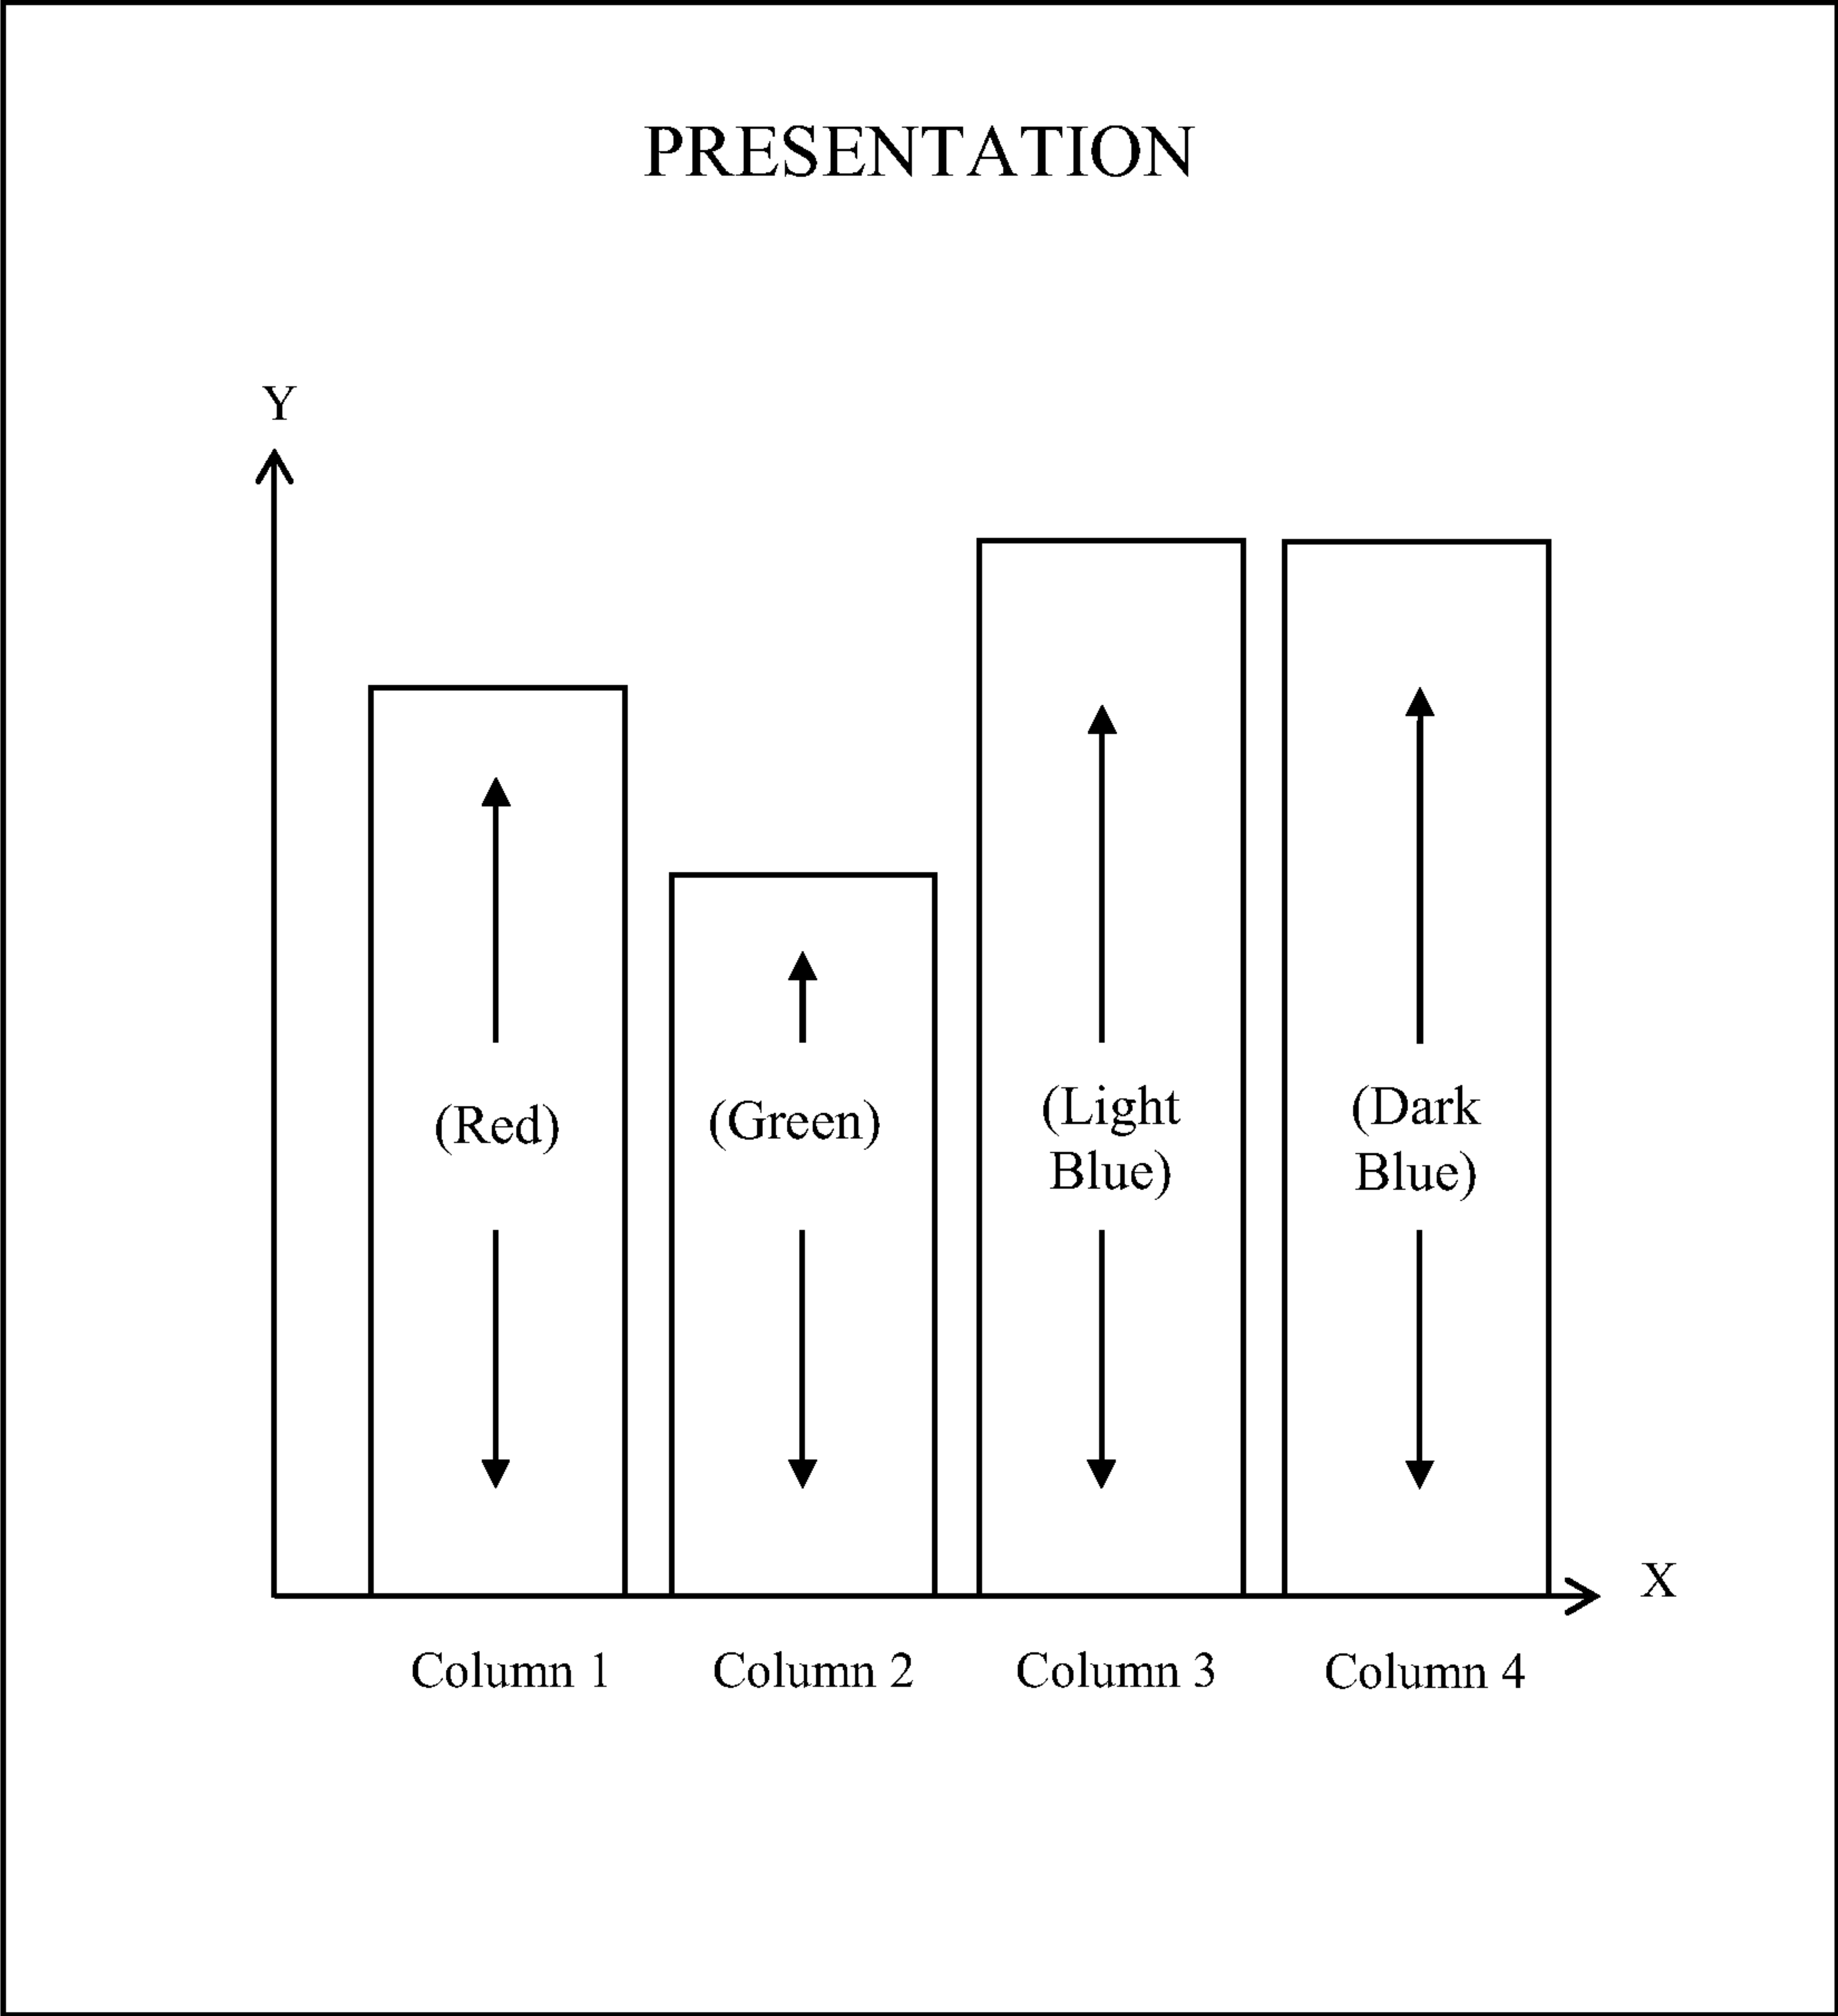 PRESENTATION
Y
(Red)
(Green)
(Light
Blue)
(Dark
Blue)
X
Column 1
Column 2
Column 3
Column 4